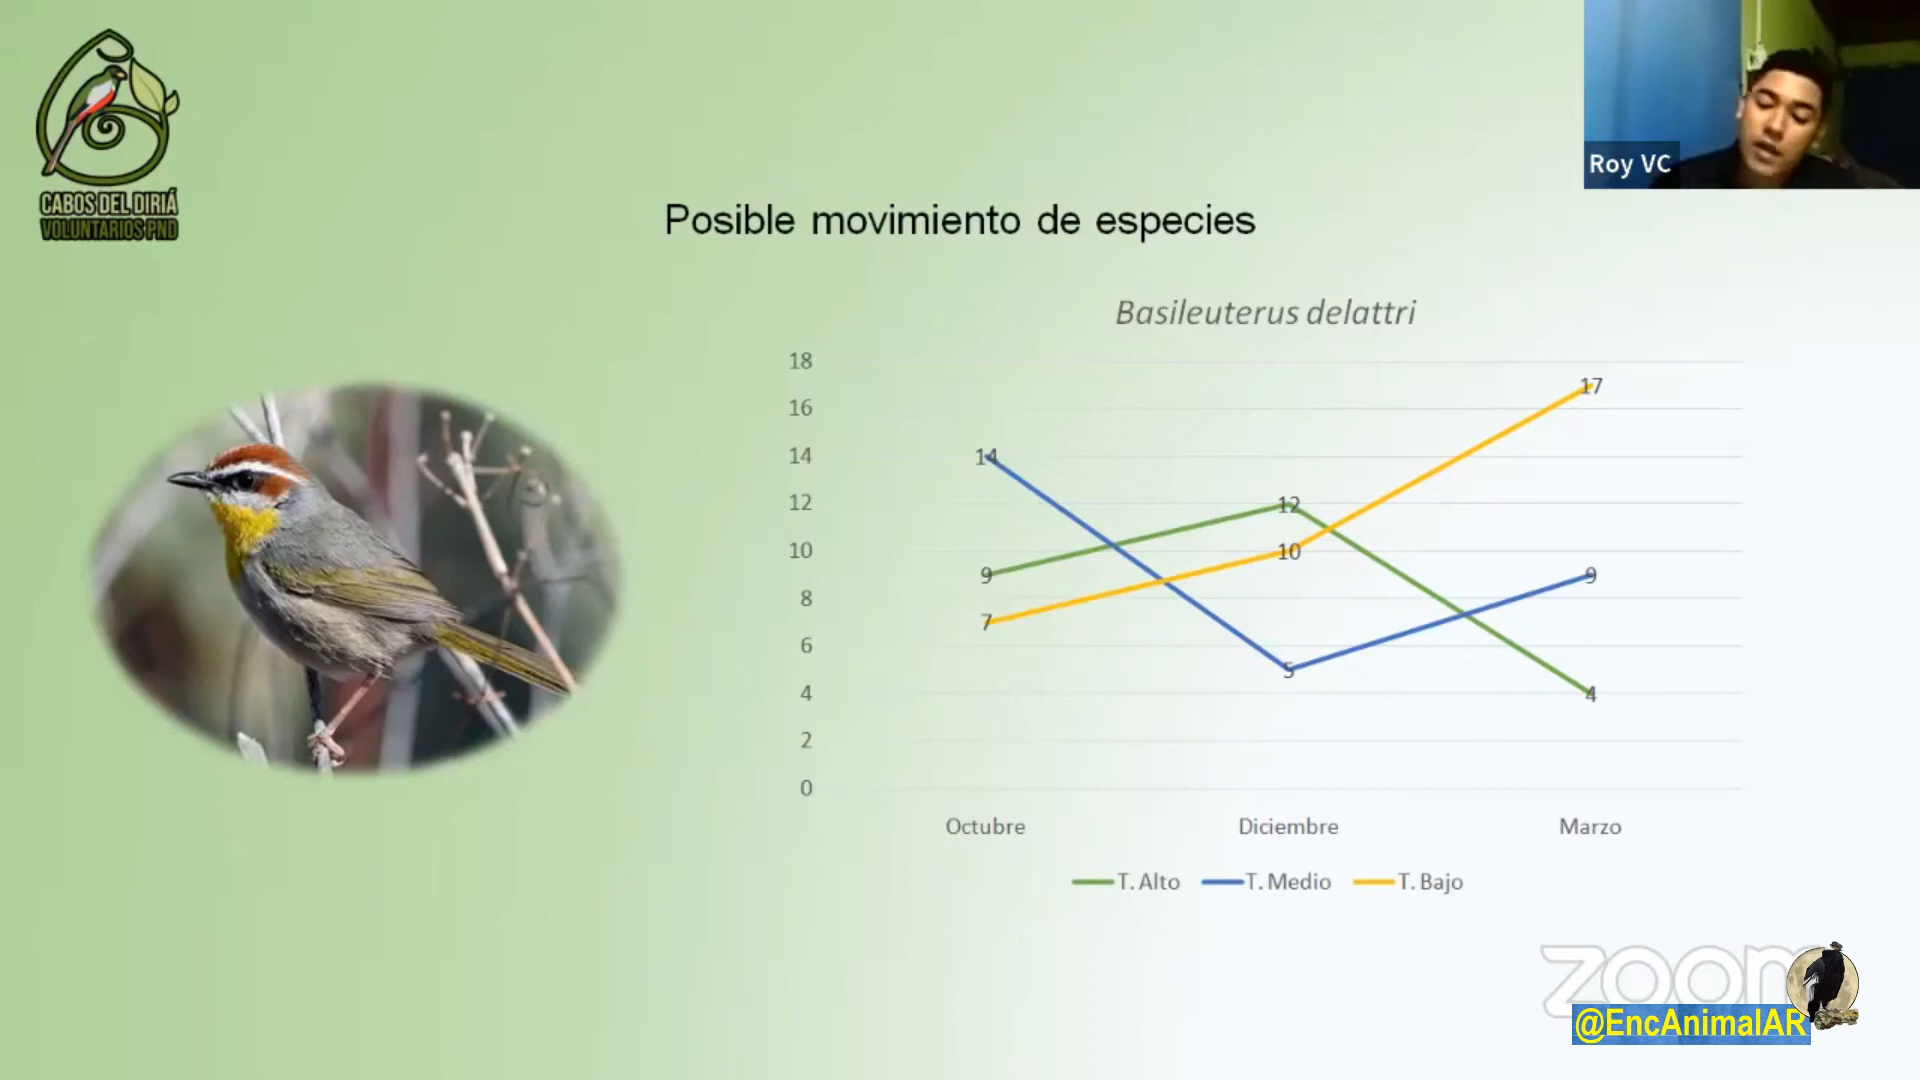 CABOS DEL DIRIÁ
VOLUNTARIOS PND
Roy VC
Posible movimiento de especies
Basileuterus delattri
18
16
14
12
10
8
6
4
2
0
14
9
7
12
10
5
17
9
4
Octubre
Diciembre
Marzo
T. Alto
T. Medio
T. Bajo
zoom
@EncAnimalAR